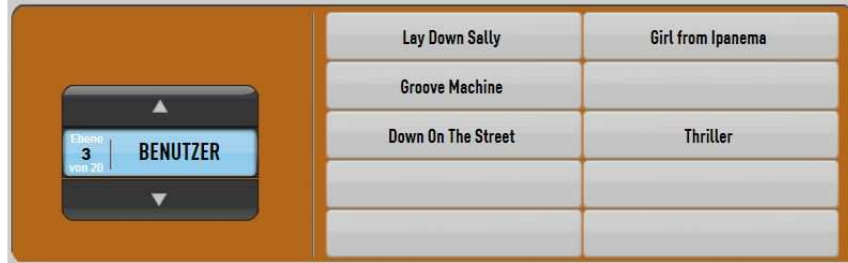 Lay Down Sally
Girl from Ipanema
Groove Machine
Ebene
3
von 20
BENUTZER
Down On The Street
Thriller